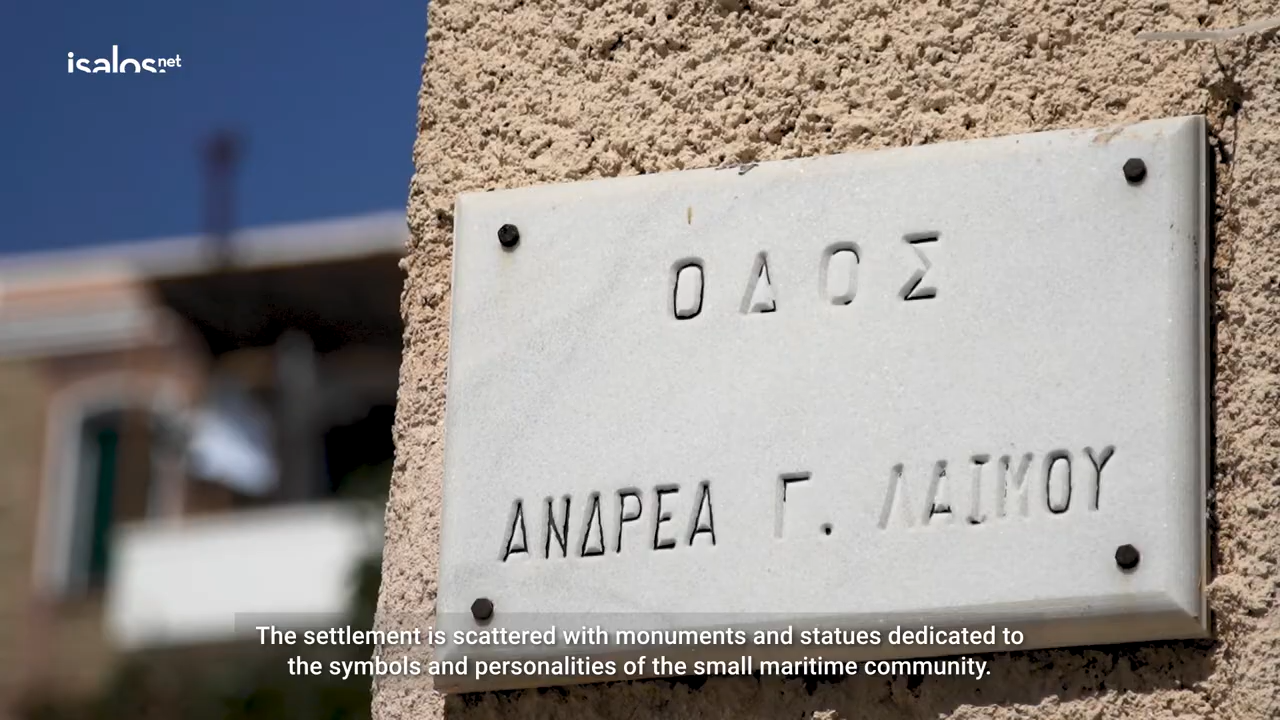 isalos.net
ΟΔΟΣ
ΑΝΔΡΕΑ Γ. ΛΑΙΜΟΥ
The settlement is scattered with monuments and statues dedicated to
the symbols and personalities of the small maritime community.